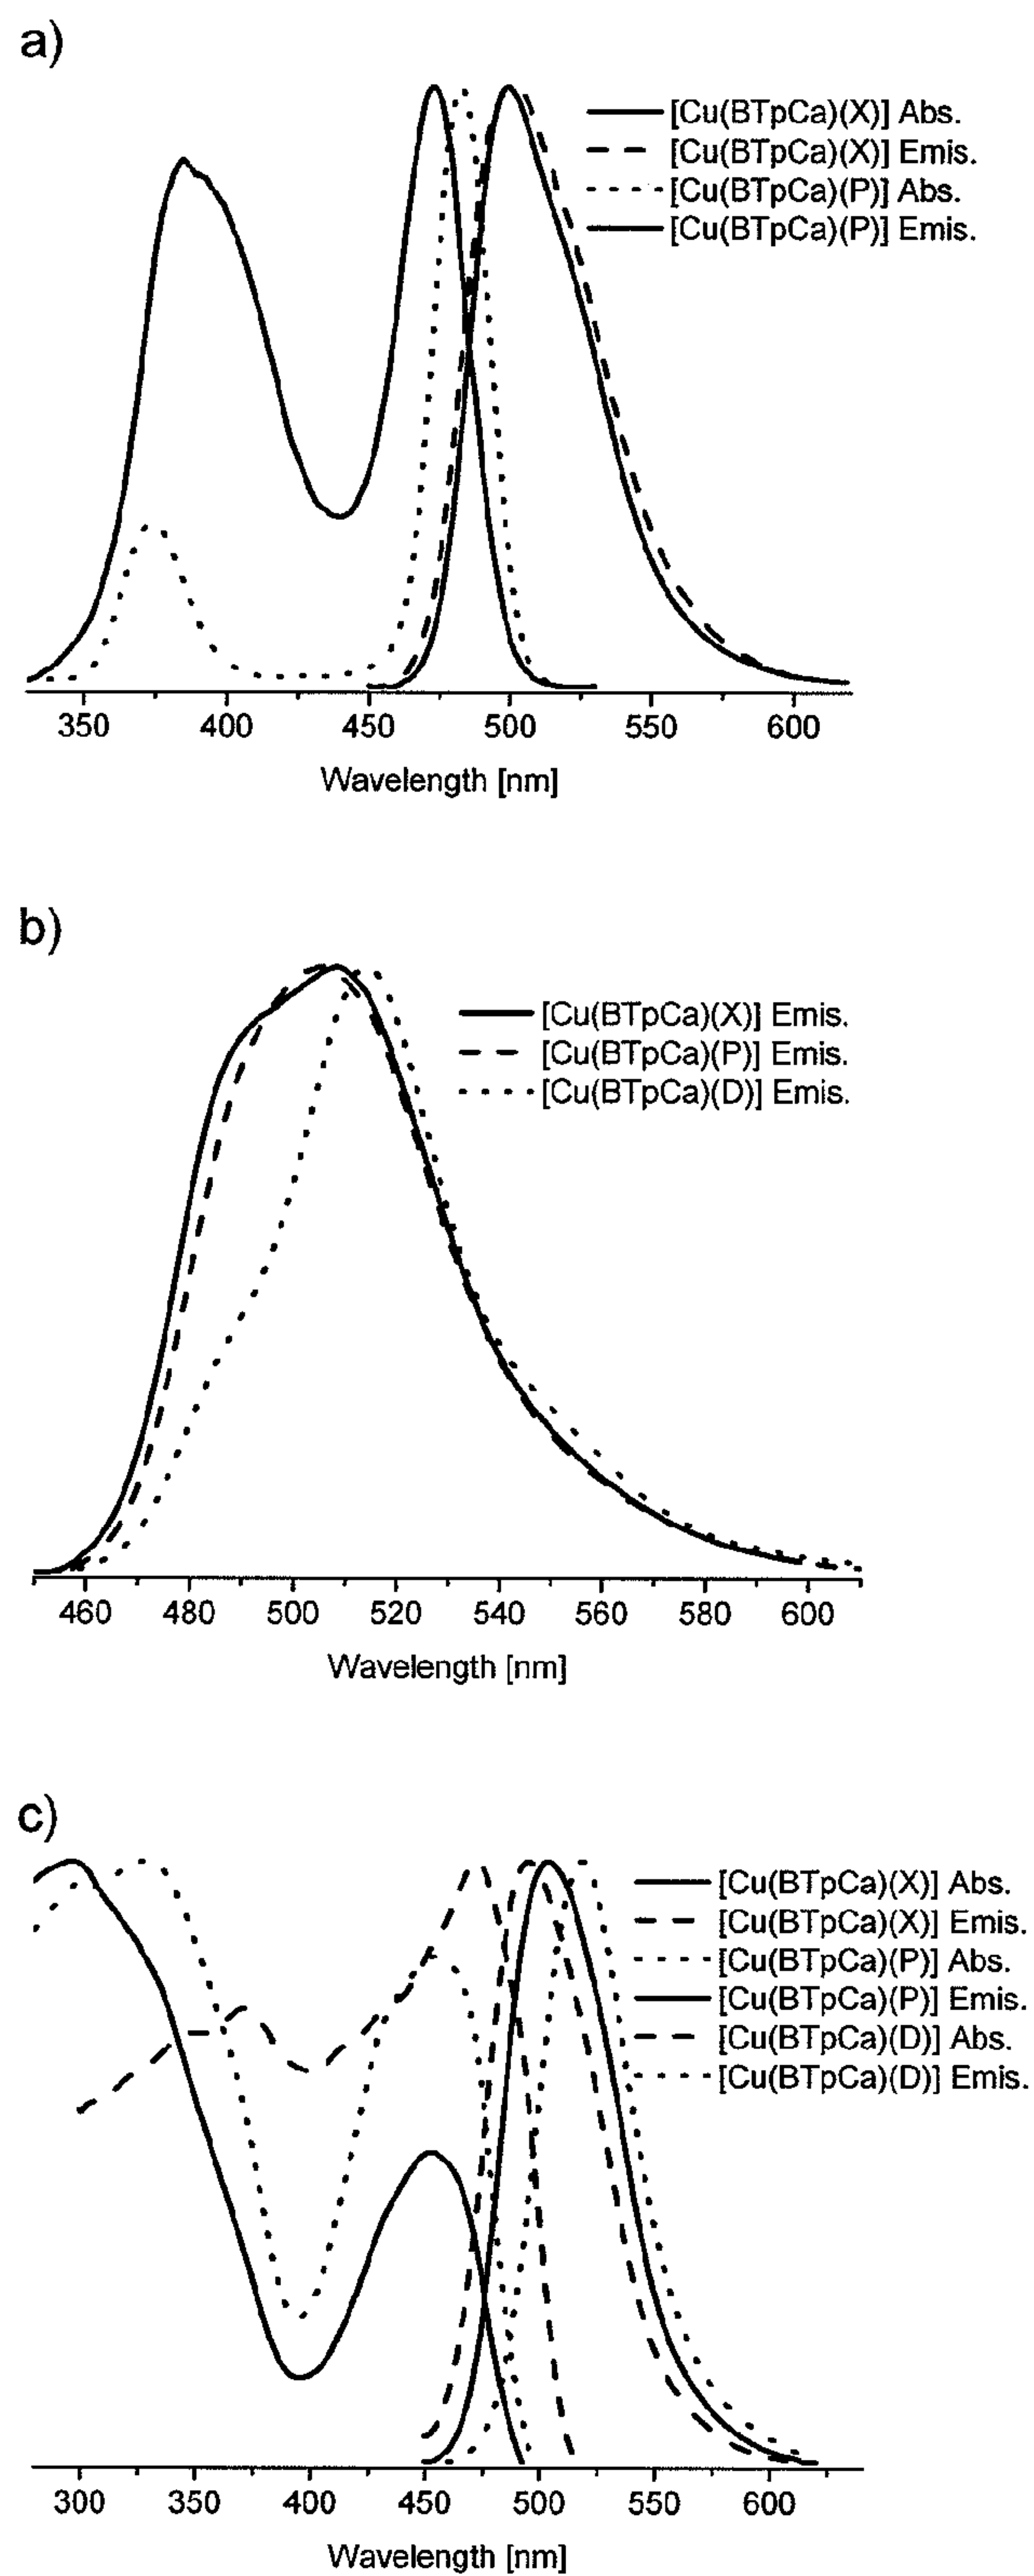 a)
[Cu(BTpCa)(X)] Abs.
[Cu(BTpCa)(X)] Emis.
[Cu(BTpCa)(P)] Abs.
[Cu(BTpCa)(P)] Emis.
350 400 450 500 550 600
Wavelength [nm]
b)
[Cu(BTpCa)(X)] Emis.
[Cu(BTpCa)(P)] Emis.
[Cu(BTpCa)(D)] Emis.
460 480 500 520 540 560 580 600
Wavelength [nm]
c)
[Cu(BTpCa)(X)] Abs.
[Cu(BTpCa)(X)] Emis.
[Cu(BTpCa)(P)] Abs.
[Cu(BTpCa)(P)] Emis.
[Cu(BTpCa)(D)] Abs.
[Cu(BTpCa)(D)] Emis.
300 350 400 450 500 550 600
Wavelength [nm]